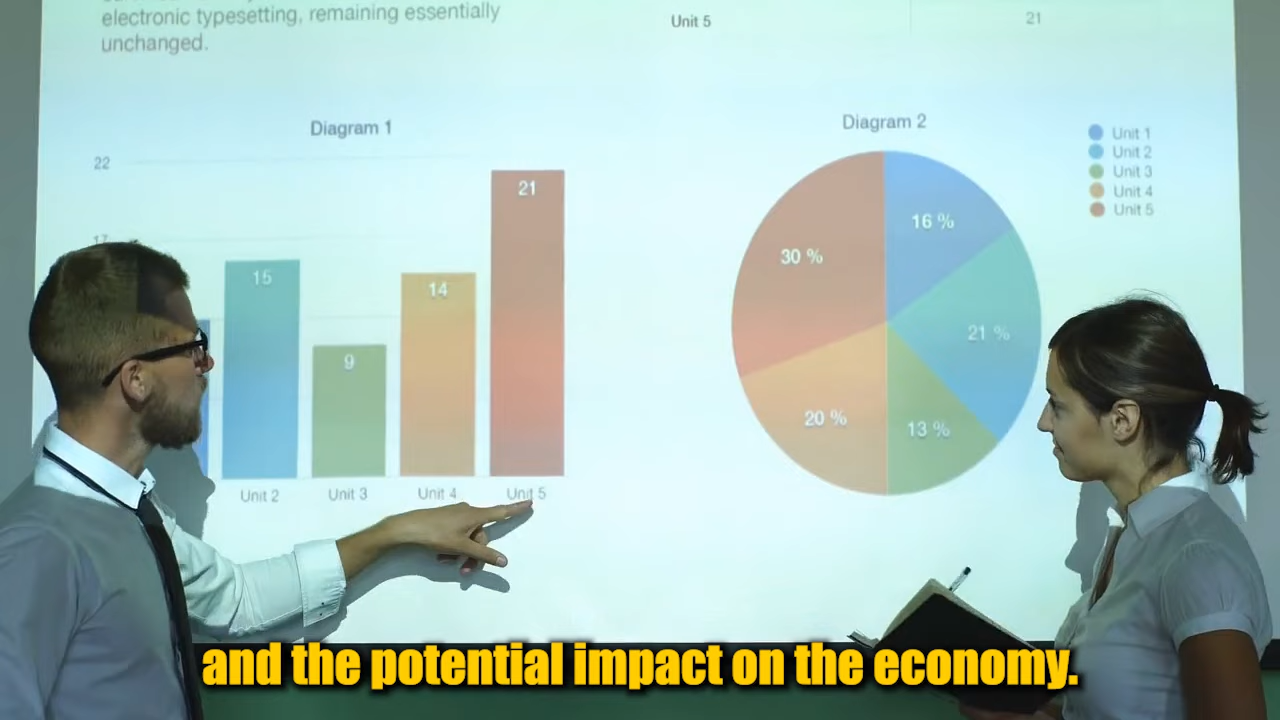 electronic typesetting, remaining essentially
unchanged.
Unit 5 21
Diagram 1
22
17
15
9
14
21
Unit 2 Unit 3 Unit 4 Unit 5
Diagram 2
Unit 1
Unit 2
Unit 3
Unit 4
Unit 5
16 %
30 %
21 %
20 %
13 %
and the potential impact on the economy.